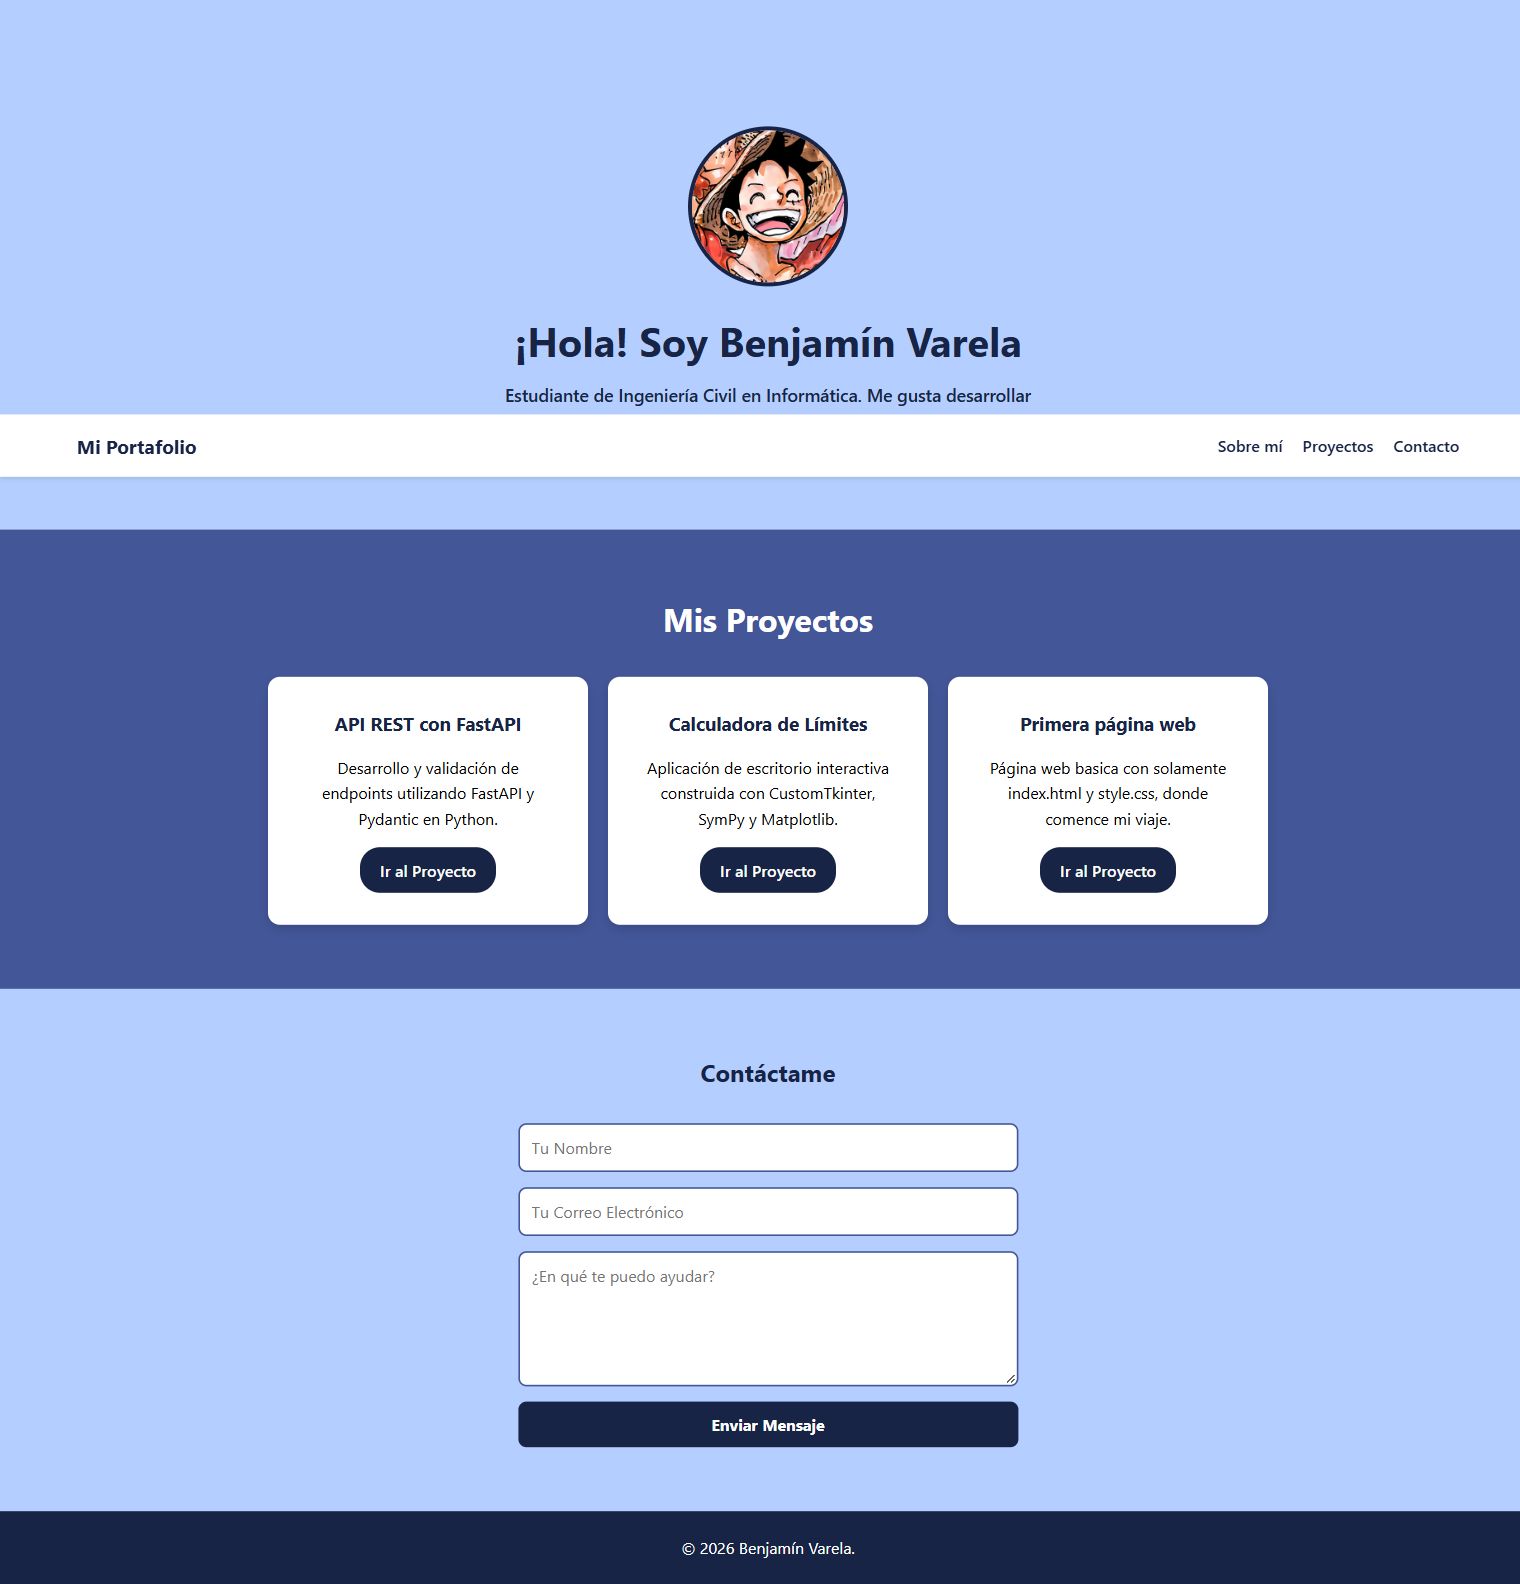 ¡Hola! Soy Benjamín Varela
Estudiante de Ingeniería Civil en Informática. Me gusta desarrollar
Mi Portafolio
Sobre mí
Proyectos
Contacto
Mis Proyectos
API REST con FastAPI
Desarrollo y validación de
endpoints utilizando FastAPI y
Pydantic en Python.
Ir al Proyecto
Calculadora de Límites
Aplicación de escritorio interactiva
construida con CustomTkinter,
SymPy y Matplotlib.
Ir al Proyecto
Primera página web
Página web basica con solamente
index.html y style.css, donde
comence mi viaje.
Ir al Proyecto
Contáctame
Tu Nombre
Tu Correo Electrónico
¿En qué te puedo ayudar?
Enviar Mensaje
© 2026 Benjamín Varela.